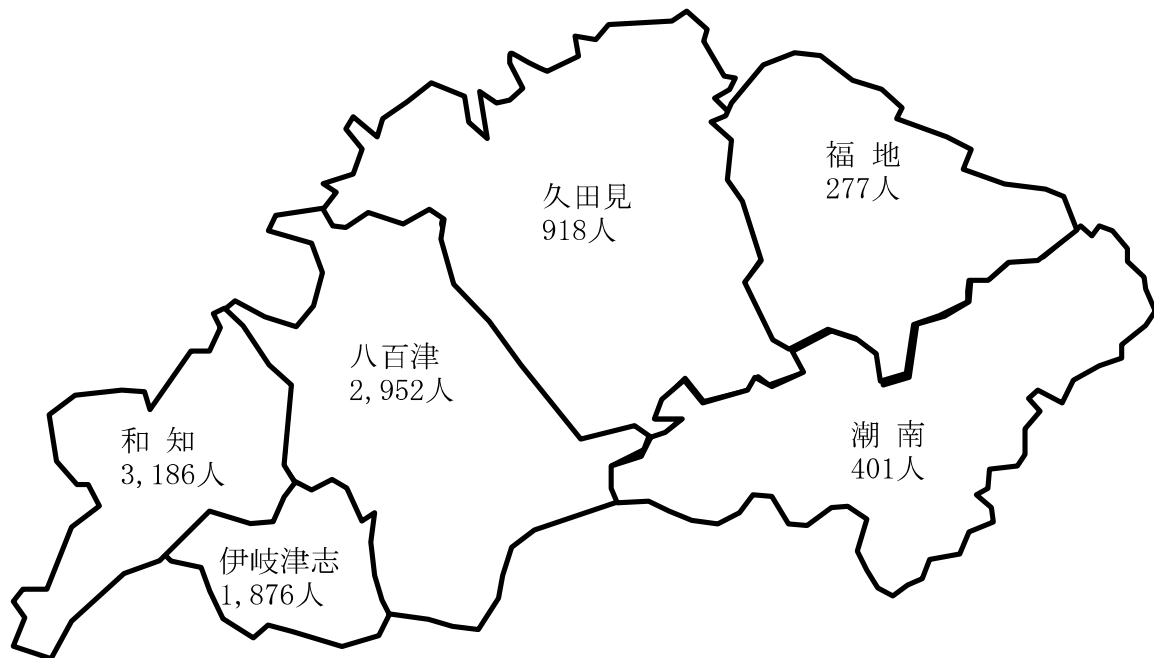 福 地
277人
久田見
918人
八百津
2,952人
和 知
3,186人
潮 南
401人
伊岐津志
1,876人